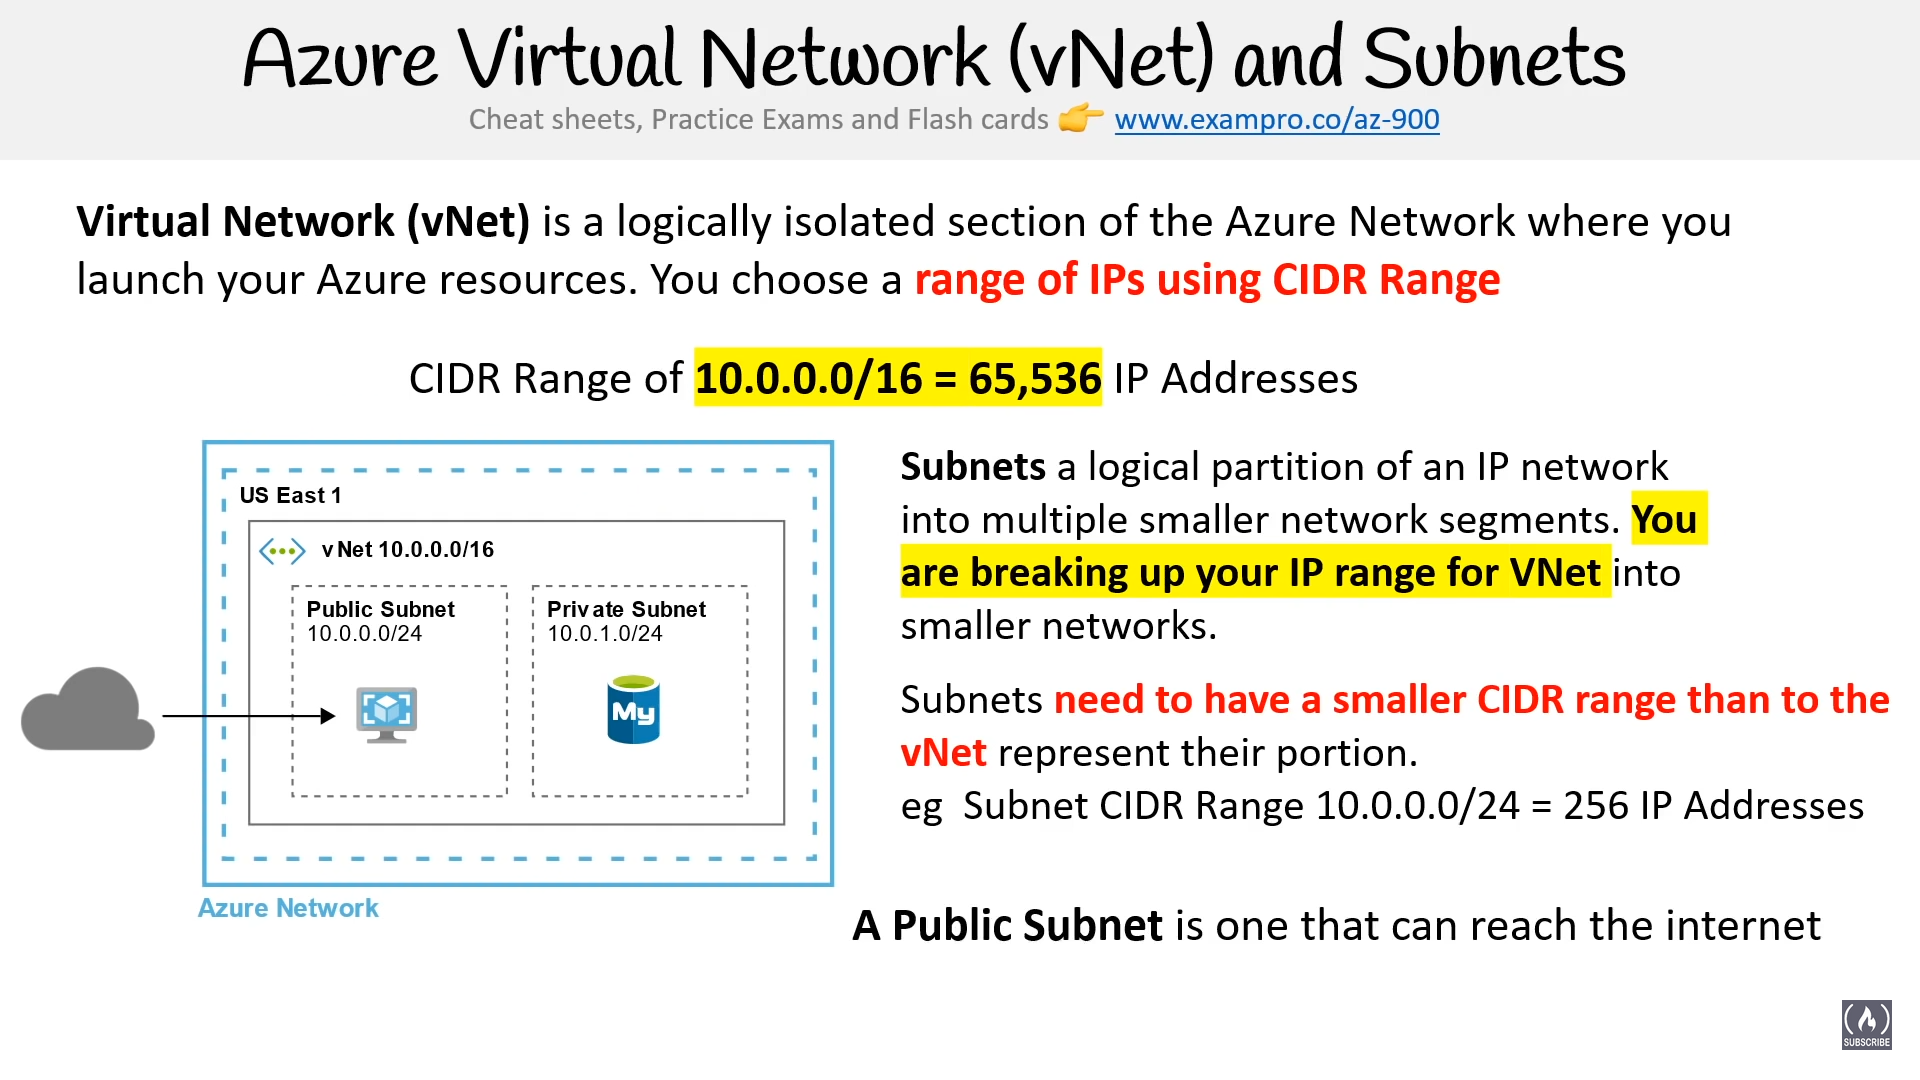 Azure Virtual Network (vNet) and Subnets
Cheat sheets, Practice Exams and Flash cards 👉 www.exampro.co/az-900
Virtual Network (vNet) is a logically isolated section of the Azure Network where you
launch your Azure resources. You choose a range of IPs using CIDR Range
CIDR Range of 10.0.0.0/16 = 65,536 IP Addresses
US East 1
vNet 10.0.0.0/16
Public Subnet
10.0.0.0/24
Private Subnet
10.0.1.0/24
My
Azure Network
Subnets a logical partition of an IP network
into multiple smaller network segments. You
are breaking up your IP range for VNet into
smaller networks.
Subnets need to have a smaller CIDR range than to the
vNet represent their portion.
eg Subnet CIDR Range 10.0.0.0/24 = 256 IP Addresses
A Public Subnet is one that can reach the internet
SUBSCRIBE